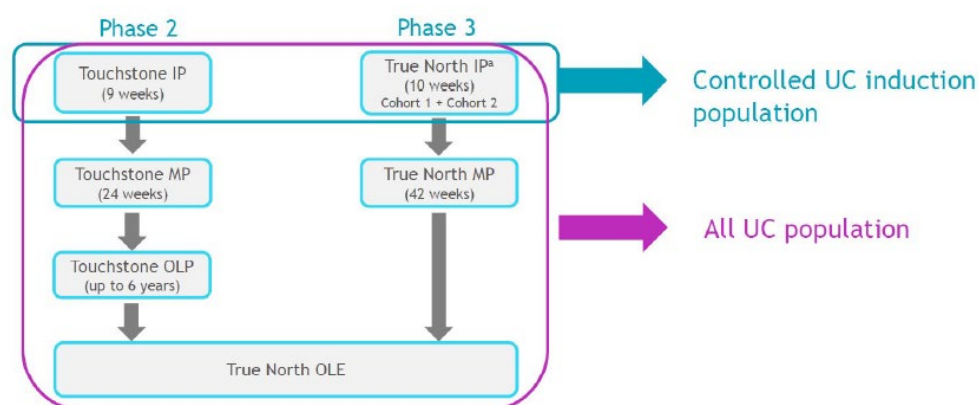 Phase 2
Phase 3
Touchstone IP
(9 weeks)
True North IPª
(10 weeks)
Cohort 1 + Cohort 2
Controlled UC induction
population
Touchstone MP
(24 weeks)
True North MP
(42 weeks)
All UC population
Touchstone OLP
(up to 6 years)
True North OLE